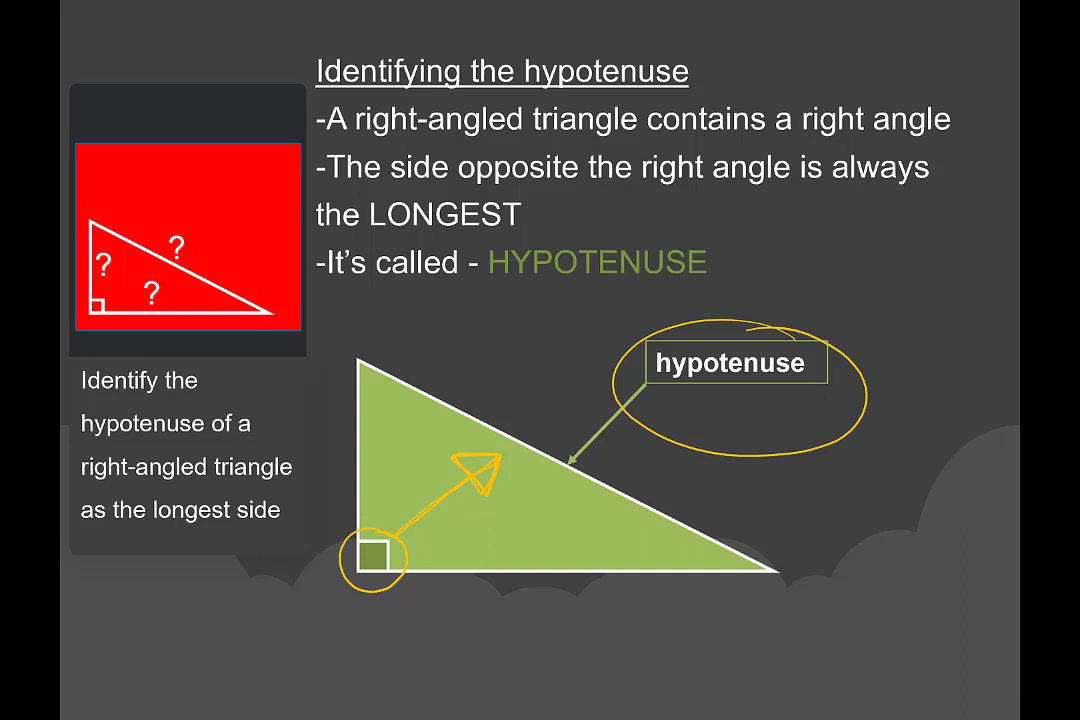 Identifying the hypotenuse
-A right-angled triangle contains a right angle
-The side opposite the right angle is always
the LONGEST
-It’s called - HYPOTENUSE
?
?
?
Identify the
hypotenuse of a
right-angled triangle
as the longest side
hypotenuse